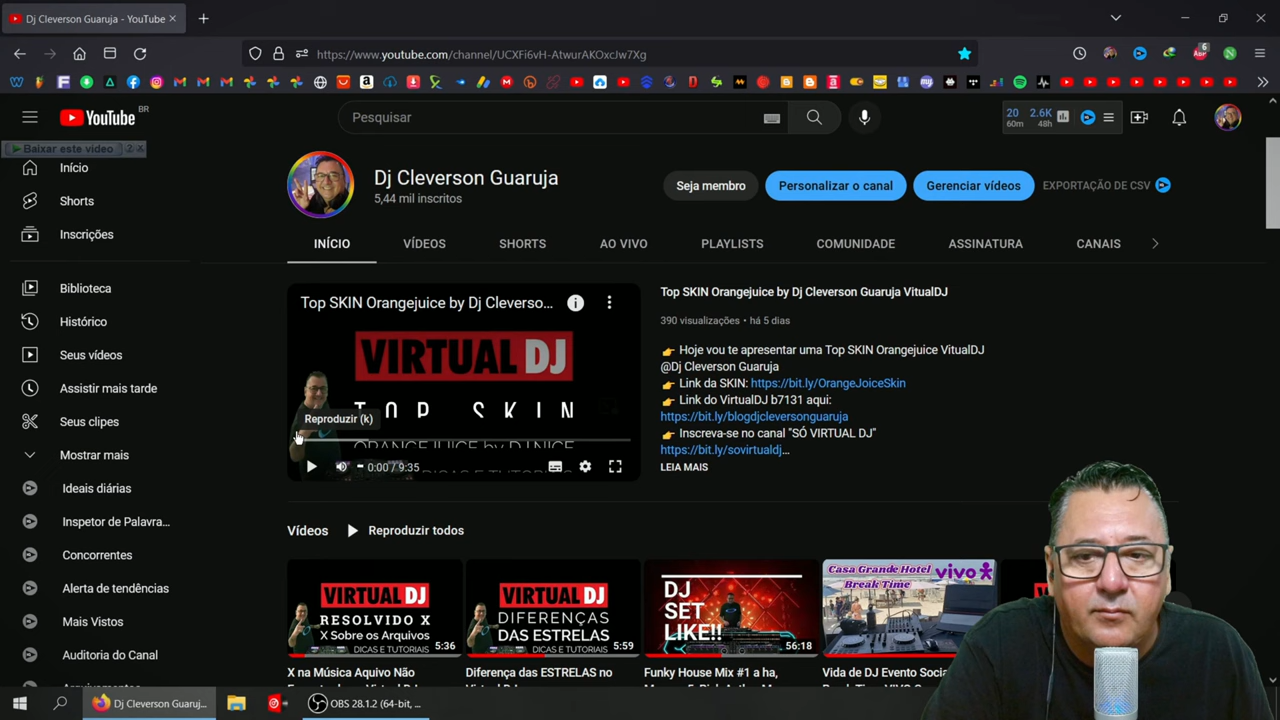 Dj Cleverson Guaruja - YouTube
https://www.youtube.com/channel/UCXFi6vH-AtwurAKOxcJw7Xg
6
YouTube
BR
Pesquisar
20
60m
2.6K
48h
Baixar este video
Início
Shorts
Inscrições
Biblioteca
Histórico
Seus vídeos
Assistir mais tarde
Seus clipes
Mostrar mais
Ideais diárias
Inspetor de Palavra...
Concorrentes
Alerta de tendências
Mais Vistos
Auditoria do Canal
Dj Cleverson Guaruja
5,44 mil inscritos
Seja membro
Personalizar o canal
Gerenciar vídeos
EXPORTAÇÃO DE CSV
INÍCIO
VÍDEOS
SHORTS
AO VIVO
PLAYLISTS
COMUNIDADE
ASSINATURA
CANAIS
Top SKIN Orangejuice by Dj Cleverso...
VIRTUAL DJ
TOP SKIN
ORANGE JUICE by DJ NICE
Reproduzir (k)
0:00 / 9:35
Top SKIN Orangejuice by Dj Cleverson Guaruja VitualDJ
390 visualizações • há 5 dias
👉 Hoje vou te apresentar uma Top SKIN Orangejuice VitualDJ
@Dj Cleverson Guaruja
👉 Link da SKIN: https://bit.ly/OrangeJoiceSkin
👉 Link do VirtualDJ b7131 aqui:
https://bit.ly/blogdjcleversonguaruja
👉 Inscreva-se no canal "SÓ VIRTUAL DJ"
https://bit.ly/sovirtualdj...
LEIA MAIS
Vídeos
Reproduzir todos
VIRTUAL DJ
RESOLVIDO X
X Sobre os Arquivos
DICAS E TUTORIAIS
5:36
X na Música Aquivo Não
VIRTUAL DJ
DIFERENÇAS
DAS ESTRELAS
DICAS E TUTORIAIS
5:59
Diferença das ESTRELAS no
DJ
SET
LIKE!!
56:18
Funky House Mix #1 a ha,
Casa Grande Hotel
Break Time
vivo
Vida de DJ Evento Socia
Dj Cleverson Guaruj...
OBS 28.1.2 (64-bit, ...